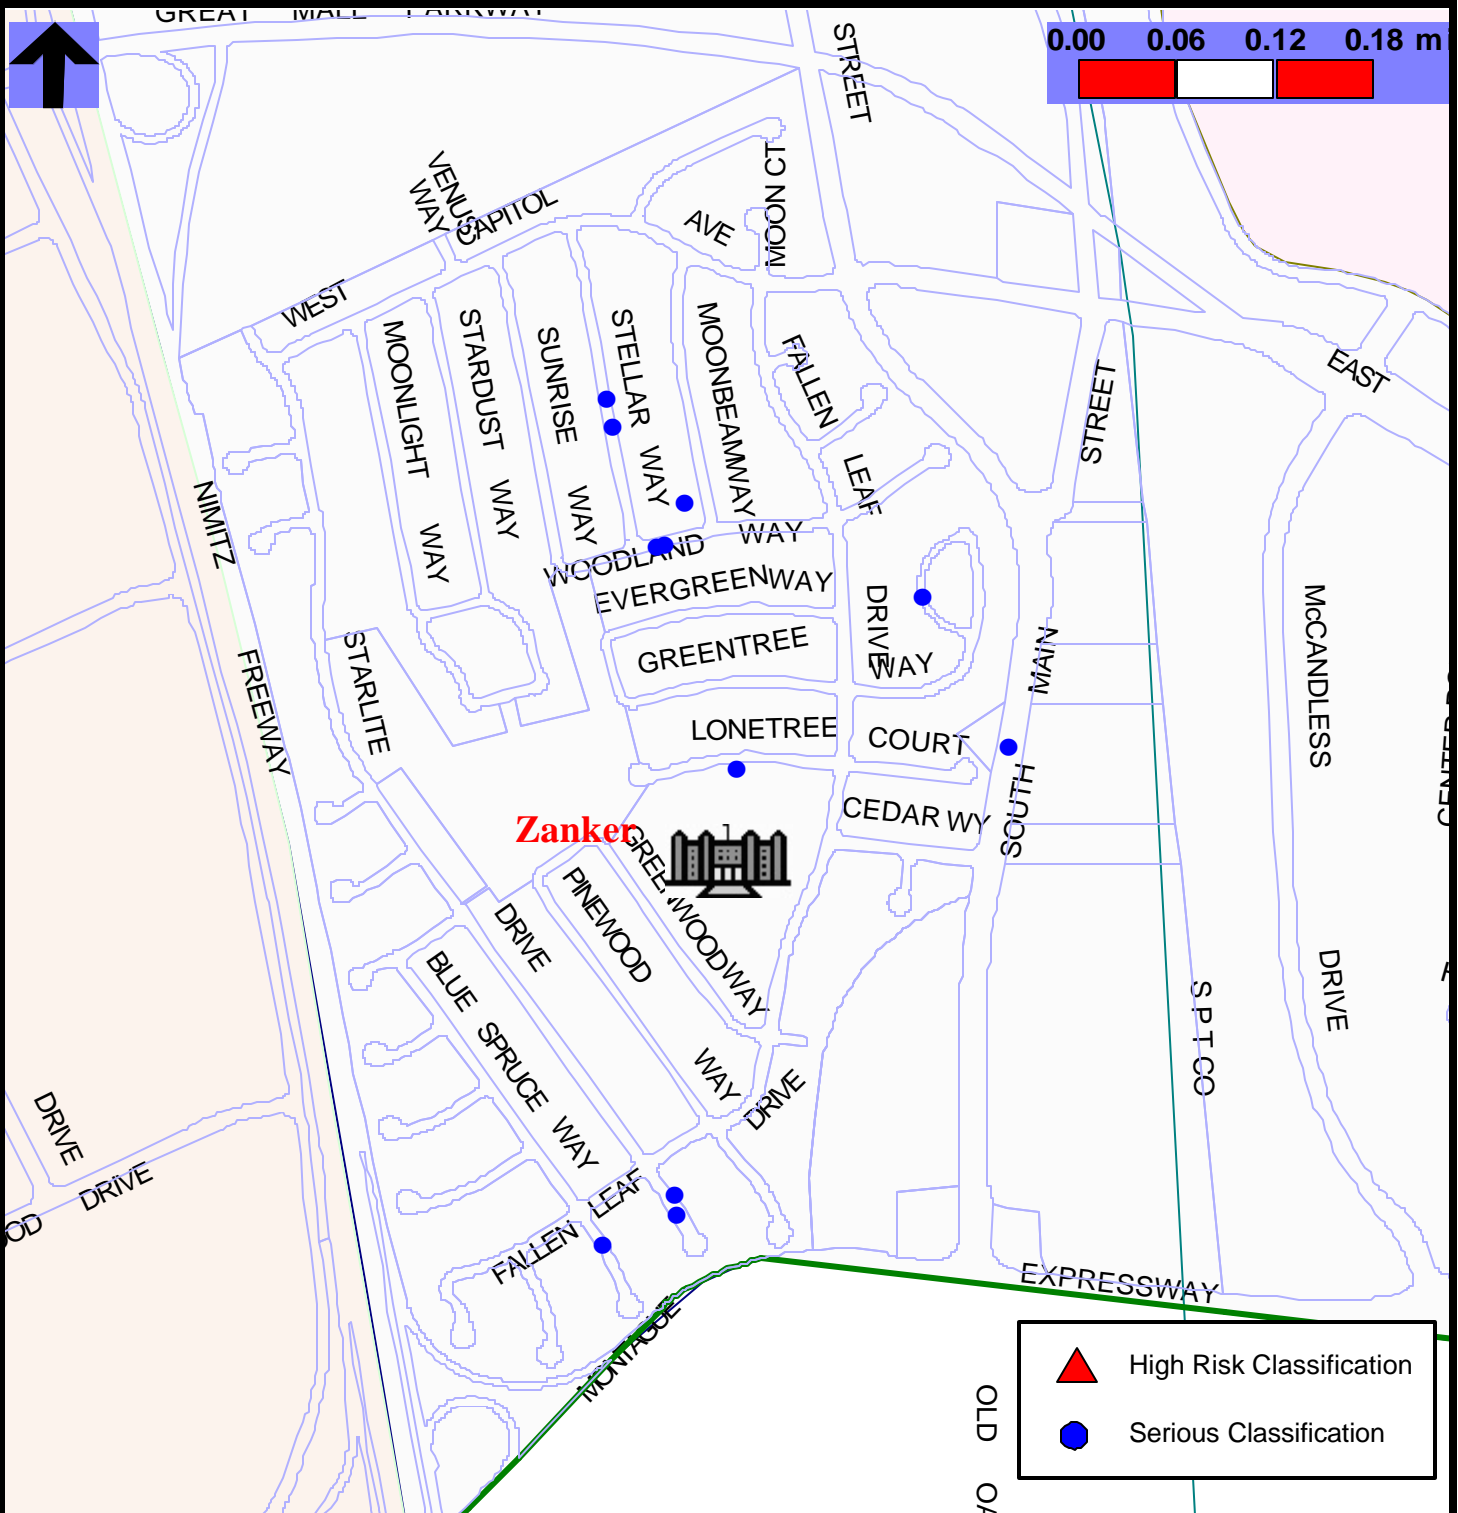 GREAT MALL PARKWAY
STREET
0.00 0.06 0.12 0.18 mi
VENUS
WAY
WEST CAPITOL AVE
MOON CT
MOONLIGHT WAY
STARDUST WAY
SUNRISE WAY
STELLAR WAY
MOONBEAM WAY
FALLEN LEAF DRIVE
STREET
EAST
NIMITZ FREEWAY
WOODLAND WAY
EVERGREEN WAY
GREENTREE WAY
STARLITE DRIVE
LONETREE COURT
CEDAR WY
SOUTH MAIN
McCANDLESS DRIVE
Zanker
GREENWOOD WAY
PINEWOOD WAY
BLUE SPRUCE WAY
S P T CO
DRIVE
DRIVE
FALLEN LEAF DRIVE
MONTAGUE EXPRESSWAY
High Risk Classification
Serious Classification
OLD